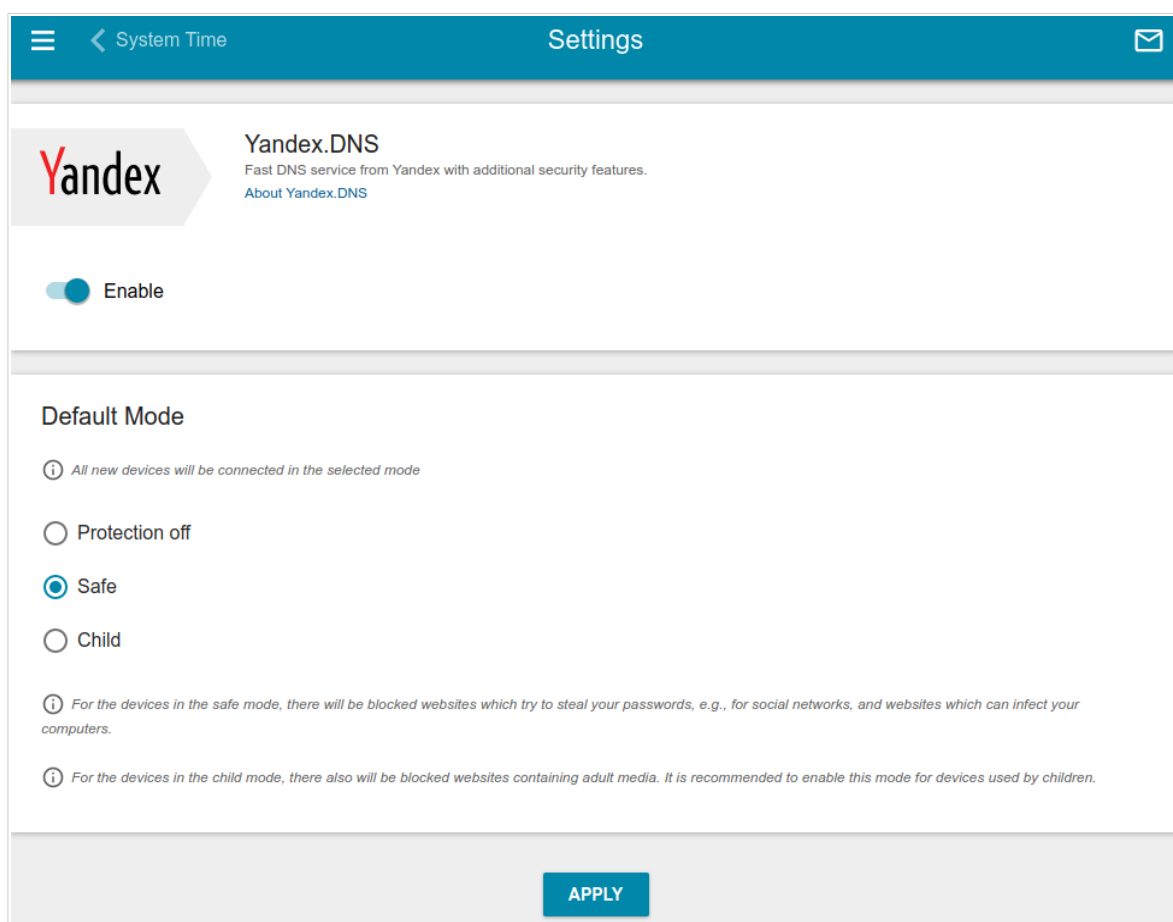 System Time
Settings
Yandex
Yandex.DNS
Fast DNS service from Yandex with additional security features.
About Yandex.DNS
Enable
Default Mode
All new devices will be connected in the selected mode
Protection off
Safe
Child
For the devices in the safe mode, there will be blocked websites which try to steal your passwords, e.g., for social networks, and websites which can infect your
computers.
For the devices in the child mode, there also will be blocked websites containing adult media. It is recommended to enable this mode for devices used by children.
APPLY